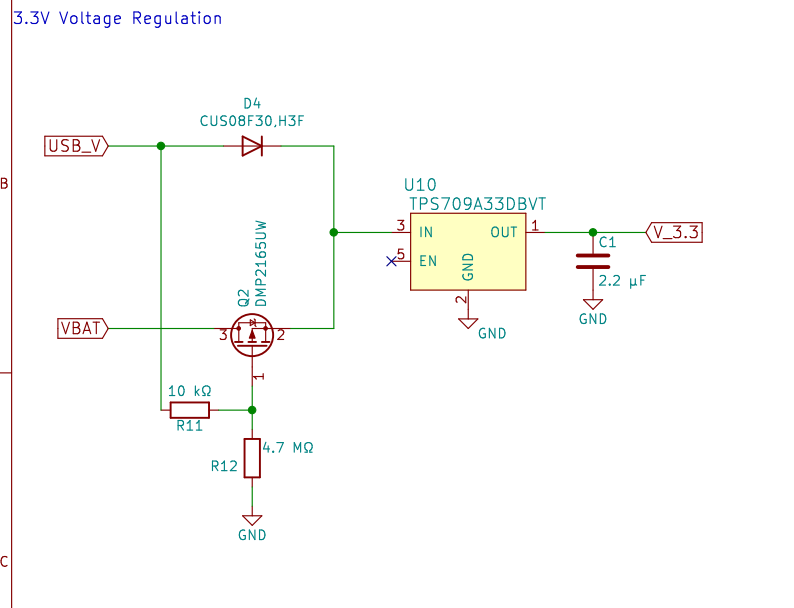 3.3V Voltage Regulation
D4
CUS08F30,H3F
USB_V
B
U10
TPS709A33DBVT
3
IN
OUT
1
V_3.3
C1
5
EN
GND
2
2.2 µF
GND
GND
Q2
DMP2165UW
VBAT
3
2
1
10 kΩ
R11
4.7 MΩ
R12
GND
C